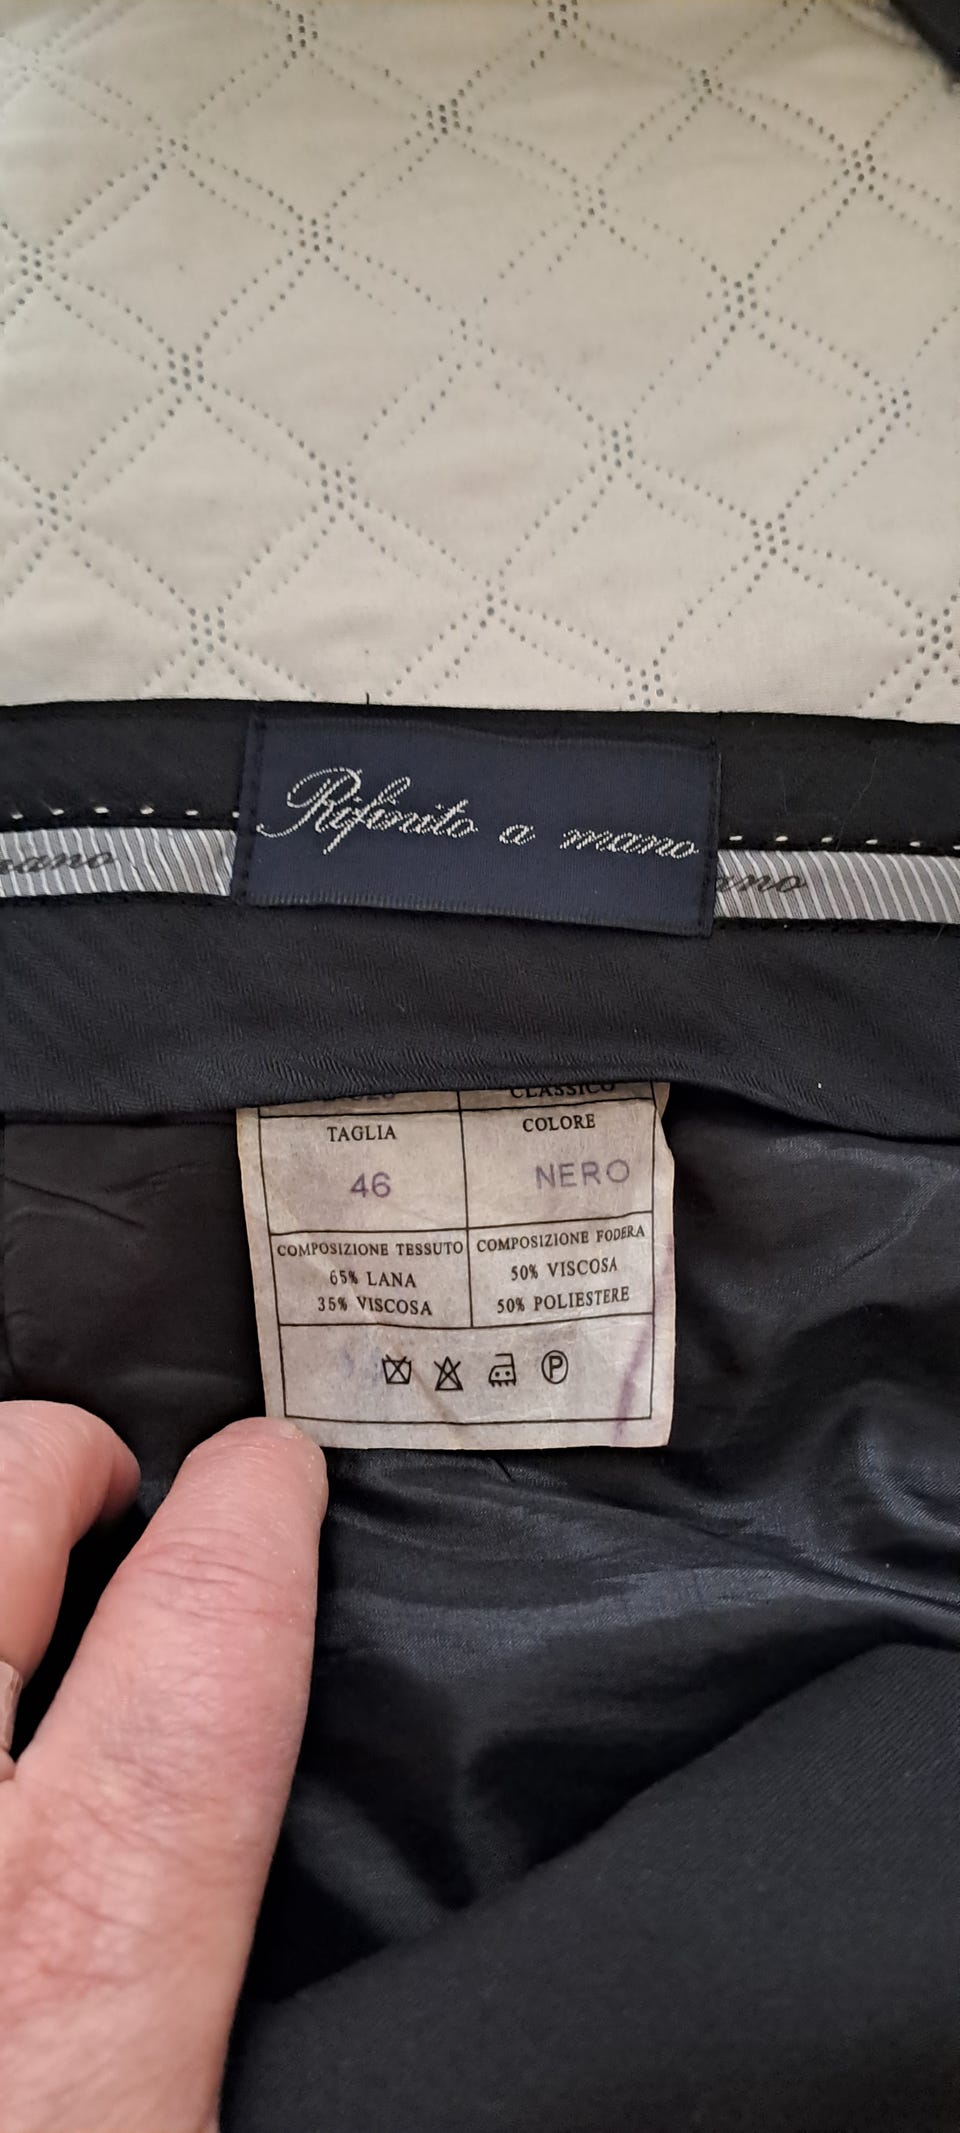 Rifinito a mano
mano
CLASSICO
TAGLIA
COLORE
46
NERO
COMPOSIZIONE TESSUTO
65% LANA
35% VISCOSA
COMPOSIZIONE FODERA
50% VISCOSA
50% POLIESTERE
P